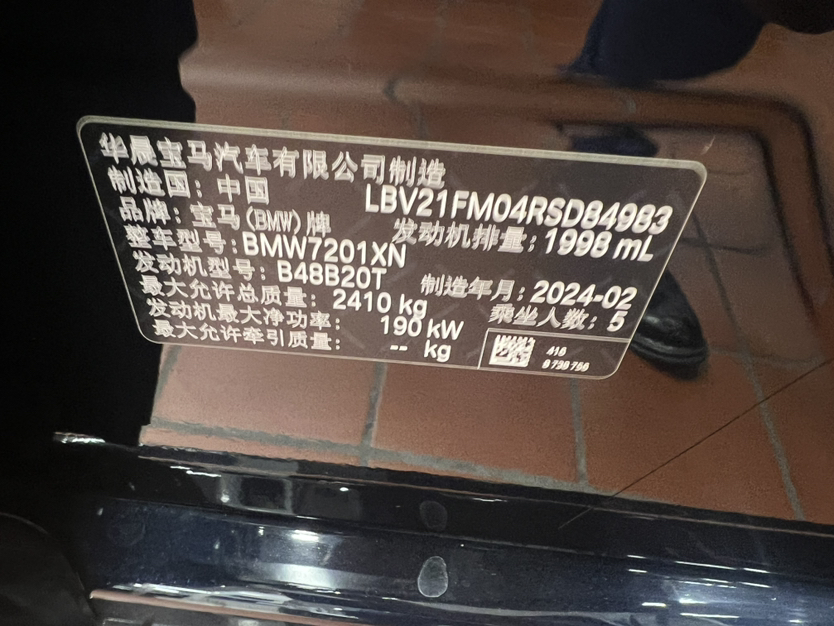 华晨宝马汽车有限公司制造
制造国：中国 LBV21FM04RSD84983
品牌：宝马(BMW)牌 发动机排量：1998 mL
整车型号：BMW7201XN
发动机型号：B48B20T 制造年月：2024-02
最大允许总质量： 2410 kg 乘坐人数：5
发动机最大净功率： 190 kW
最大允许牵引质量： -- kg
416